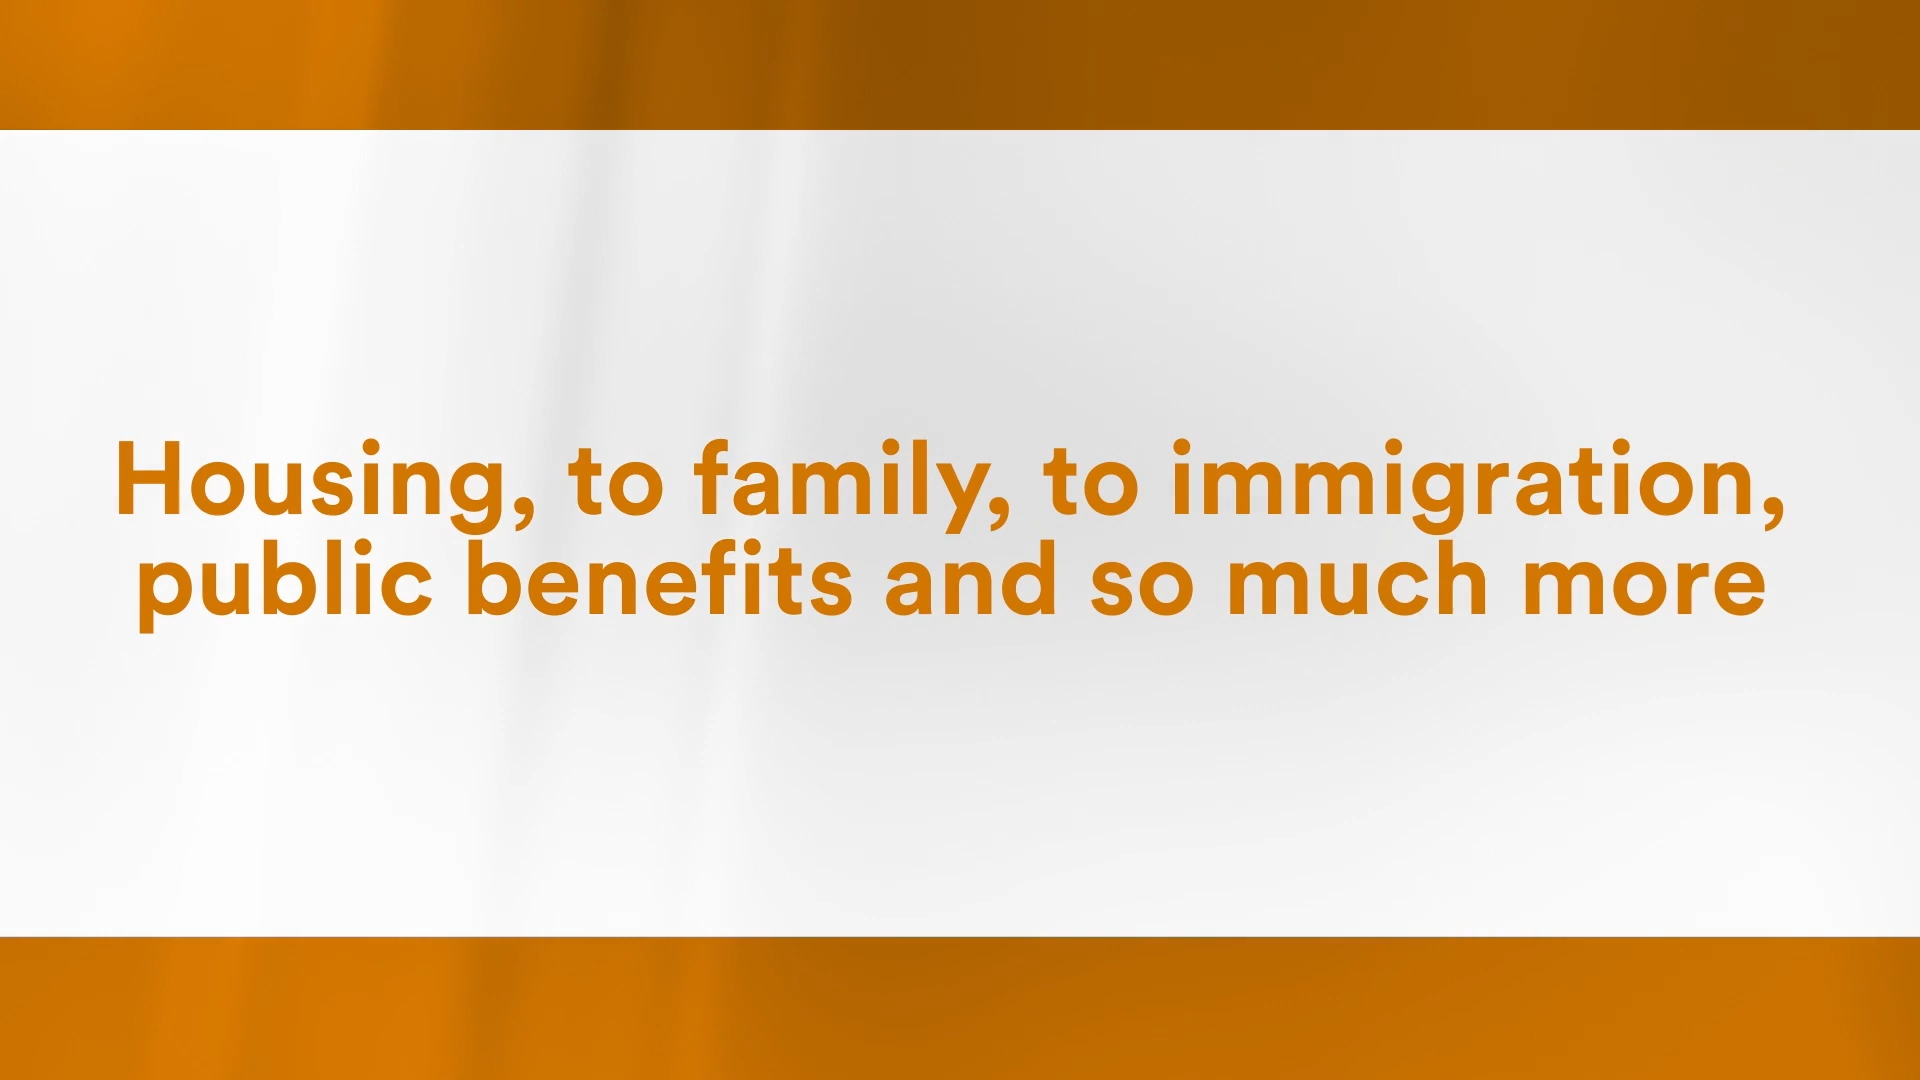 Housing, to family, to immigration,
public benefits and so much more